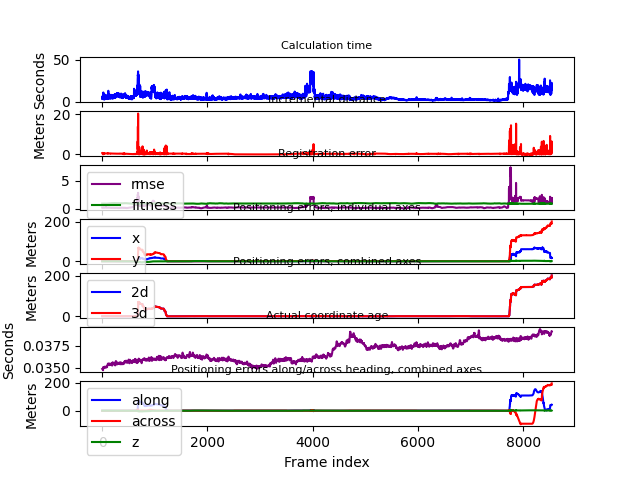 Calculation time
50
0
Seconds
Incremental distance
20
0
Meters
Registration error
5
0
rmse
fitness
Positioning errors, individual axes
200
100
0
Meters
x
y
Positioning errors, combined axes
200
0
Meters
2d
3d
Actual coordinate age
0.0375
0.0350
Seconds
Positioning errors along/across heading, combined axes
200
0
Meters
along
across
z
0 2000 4000 6000 8000
Frame index